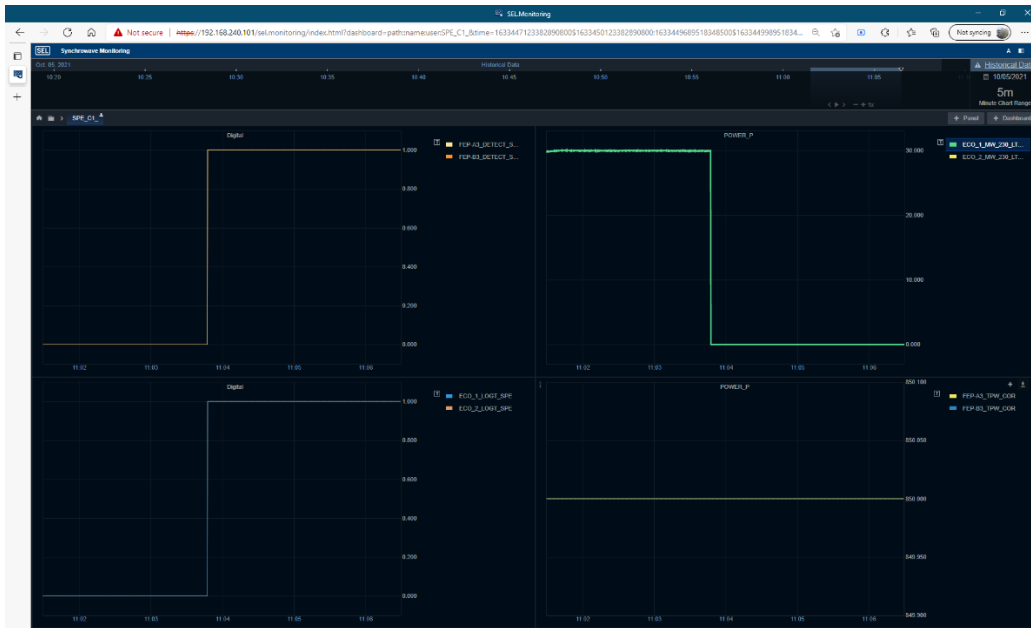 SEL.Monitoring
Not secure | https://192.168.240.101/sel.monitoring/index.html?dashboard=pathname:user:SPE_C1_&time=
Not syncing
SEL Synchrowave Monitoring
Oct. 05, 2021 Historical Data Historical Dat
10:20 10:25 10:30 10:35 10:40 10:45 10:50 10:55 11:00 11:05
10/05/2021
5m
Minute Chart Range
SPE_C1_
+ Panel + Dashboard
Digital
1.000
0.800
0.600
0.400
0.200
0.000
11:02 11:03 11:04 11:05 11:06
FEP-A3_DETECT_S...
FEP-B3_DETECT_S...
POWER_P
30.000
20.000
10.000
0.000
11:02 11:03 11:04 11:05 11:06
ECO_1_MW_230_LT...
ECO_2_MW_230_LT...
Digital
1.000
0.800
0.600
0.400
0.200
0.000
11:02 11:03 11:04 11:05 11:06
ECO_1_LOGT_SPE
ECO_2_LOGT_SPE
POWER_P
850.100
850.050
850.000
849.950
849.900
11:02 11:03 11:04 11:05 11:06
FEP-A3_TPW_COR
FEP-B3_TPW_COR